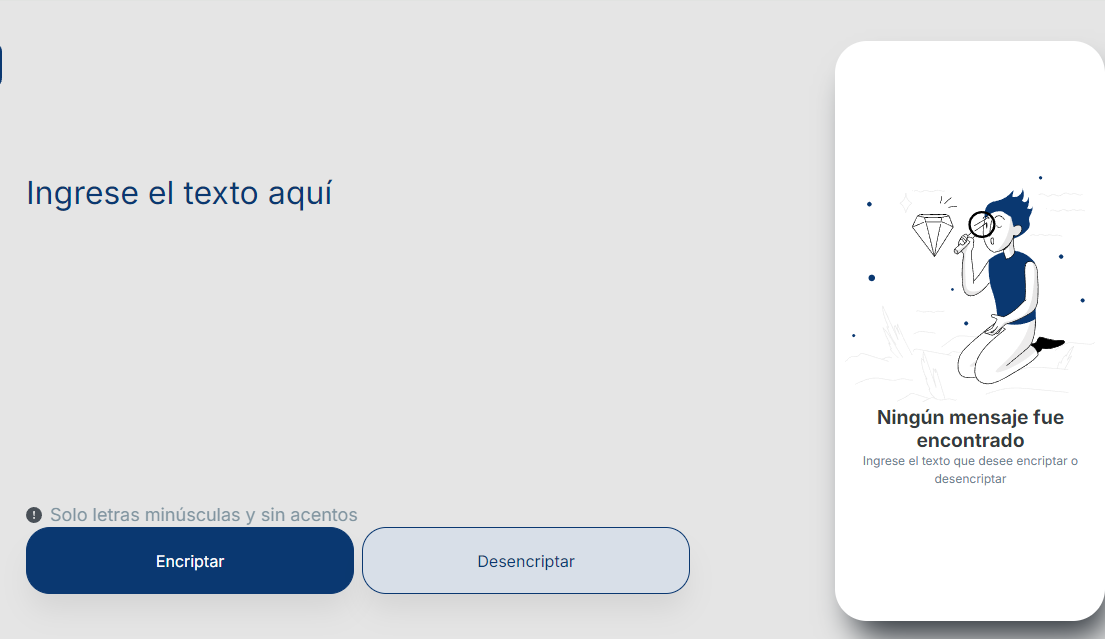 Ingrese el texto aquí
Solo letras minúsculas y sin acentos
Encriptar
Desencriptar
Ningún mensaje fue
encontrado
Ingrese el texto que desee encriptar o
desencriptar